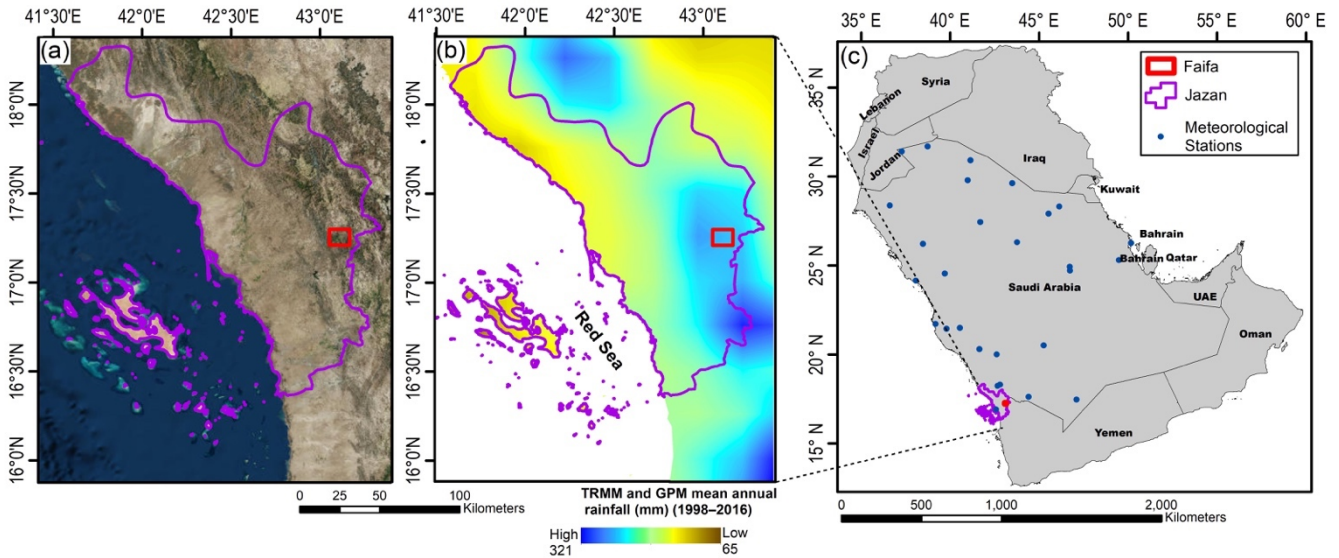 41°30'E 42°0'E 42°30'E 43°0'E
(a)
18°0'N
17°30'N
17°0'N
16°30'N
16°0'N
0 25 50 100
Kilometers
41°30'E 42°0'E 42°30'E 43°0'E
(b)
18°0'N
17°30'N
17°0'N
16°30'N
16°0'N
Red Sea
TRMM and GPM mean annual
rainfall (mm) (1998–2016)
High
321
Low
65
35° E 40° E 45° E 50° E 55° E 60° E
(c)
35° N
30° N
25° N
20° N
15° N
Faifa
Jazan
Meteorological
Stations
Syria
Lebanon
Israel
Jordan
Iraq
Kuwait
Bahrain
Bahrain
Qatar
Saudi Arabia
UAE
Oman
Yemen
0 500 1,000 2,000
Kilometers